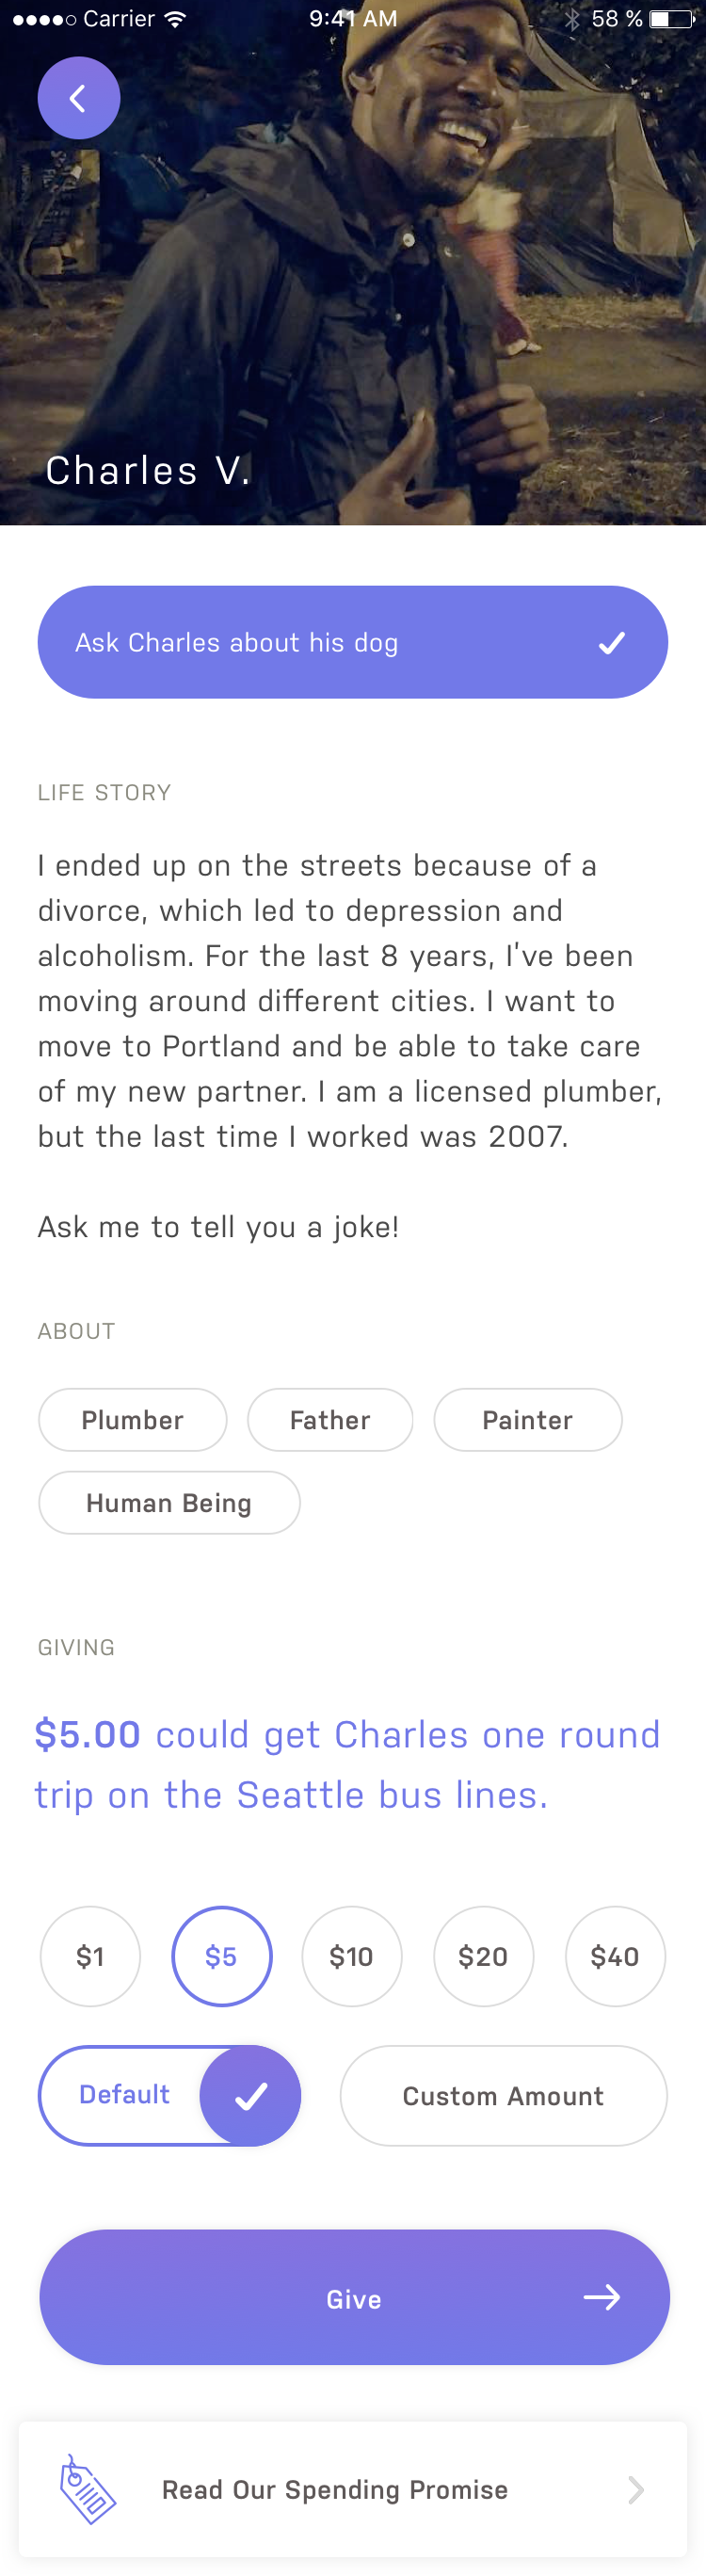 Carrier 9:41 AM 58 %
Charles V.
Ask Charles about his dog
LIFE STORY
I ended up on the streets because of a
divorce, which led to depression and
alcoholism. For the last 8 years, I've been
moving around different cities. I want to
move to Portland and be able to take care
of my new partner. I am a licensed plumber,
but the last time I worked was 2007.
Ask me to tell you a joke!
ABOUT
Plumber Father Painter
Human Being
GIVING
$5.00 could get Charles one round
trip on the Seattle bus lines.
$1 $5 $10 $20 $40
Default Custom Amount
Give
Read Our Spending Promise